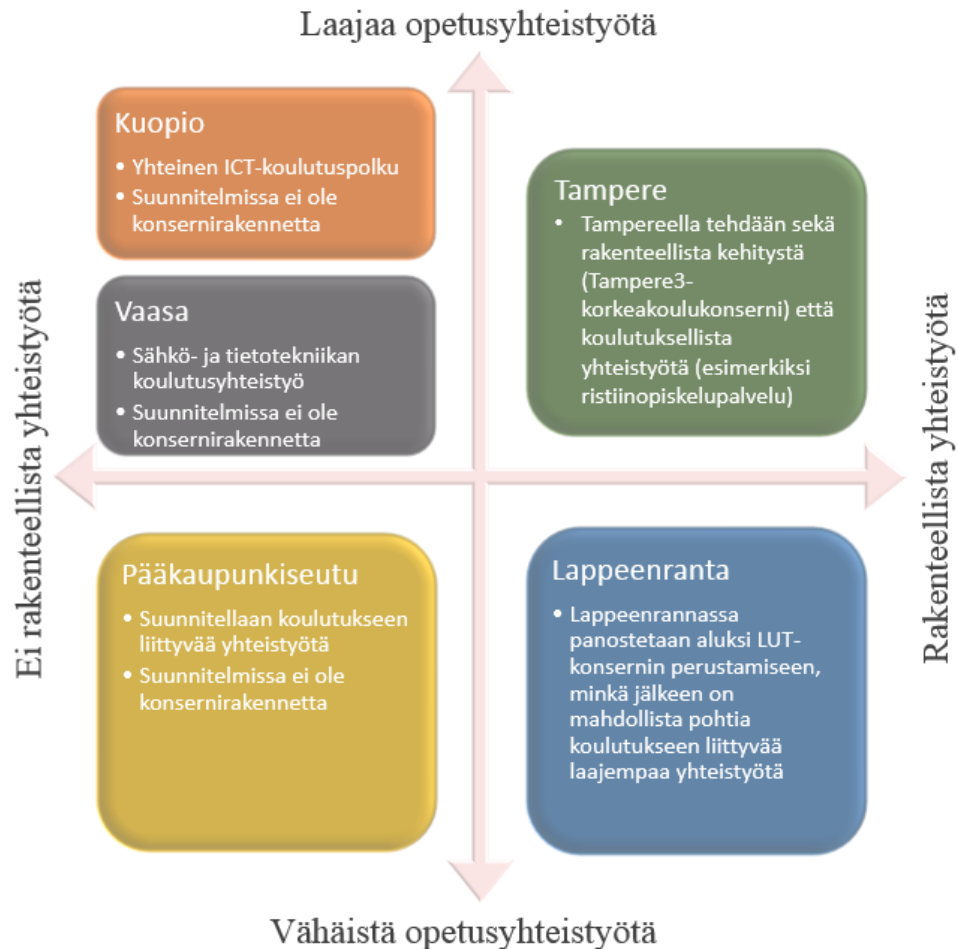 Laajaa opetusyhteistyötä
Kuopio
• Yhteinen ICT-koulutuspolku
• Suunnitelmissa ei ole
konsernirakennetta
Vaasa
• Sähkö- ja tietotekniikan
koulutusyhteistyö
• Suunnitelmissa ei ole
konsernirakennetta
Tampere
• Tampereella tehdään sekä
rakenteellista kehitystä
(Tampere3-
korkeakoulukonserni) että
koulutuksellista
yhteistyötä (esimerkiksi
ristiinopiskelupalvelu)
Ei rakenteellista yhteistyötä
Rakenteellista yhteistyötä
Pääkaupunkiseutu
• Suunnitellaan koulutukseen
liittyvää yhteistyötä
• Suunnitelmissa ei ole
konsernirakennetta
Lappeenranta
• Lappeenrannassa
panostetaan aluksi LUT-
konsernin perustamiseen,
minkä jälkeen on
mahdollista pohtia
koulutukseen liittyvää
laajempaa yhteistyötä
Vähäistä opetusyhteistyötä